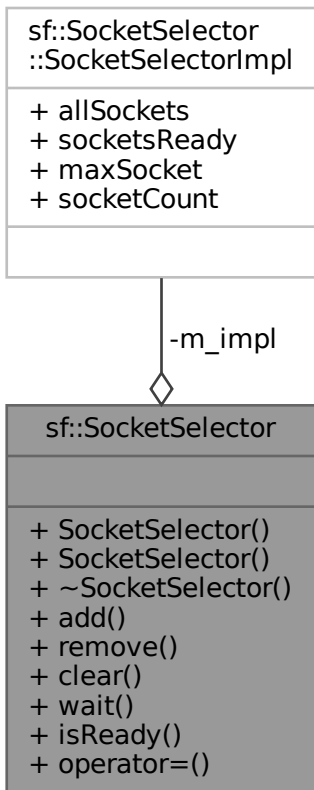 sf::SocketSelector
::SocketSelectorImpl
+ allSockets
+ socketsReady
+ maxSocket
+ socketCount
-m_impl
sf::SocketSelector
+ SocketSelector()
+ SocketSelector()
+ ~SocketSelector()
+ add()
+ remove()
+ clear()
+ wait()
+ isReady()
+ operator=()